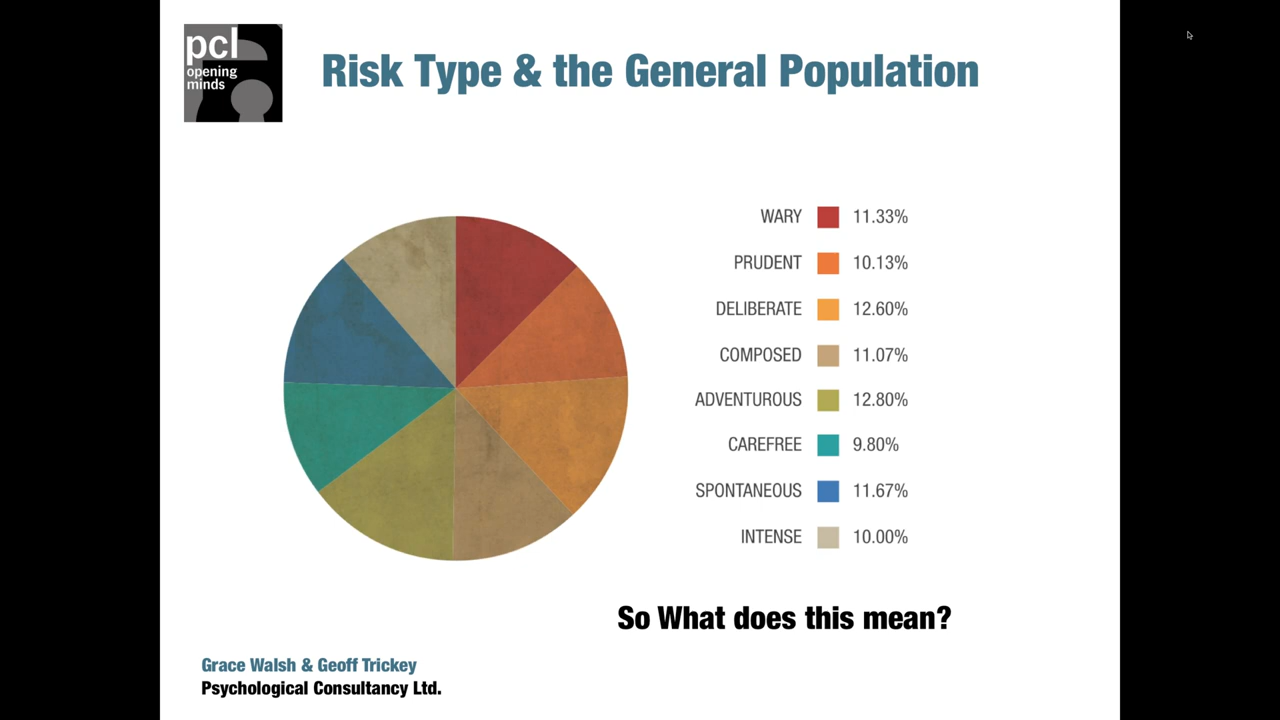 pcl
opening
minds
Risk Type & the General Population
WARY 11.33%
PRUDENT 10.13%
DELIBERATE 12.60%
COMPOSED 11.07%
ADVENTUROUS 12.80%
CAREFREE 9.80%
SPONTANEOUS 11.67%
INTENSE 10.00%
So What does this mean?
Grace Walsh & Geoff Trickey
Psychological Consultancy Ltd.